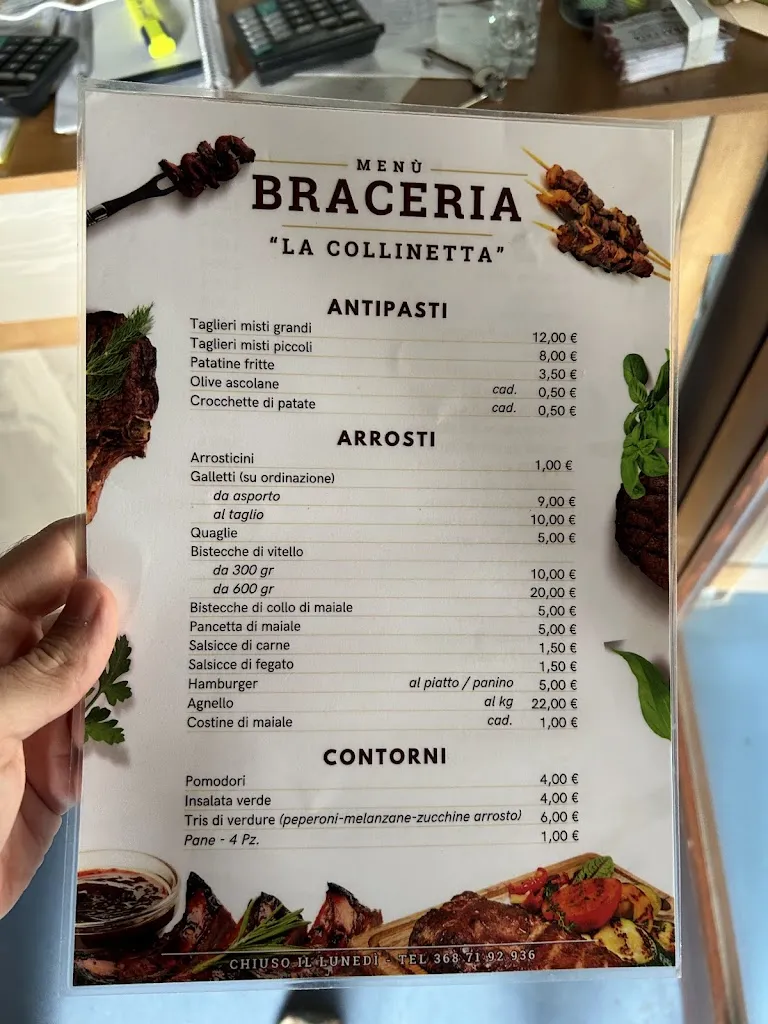 MENÙ
BRACERIA
“LA COLLINETTA”
ANTIPASTI
Taglieri misti grandi 12,00 €
Taglieri misti piccoli 8,00 €
Patatine fritte 3,50 €
Olive ascolane cad. 0,50 €
Crocchette di patate cad. 0,50 €
ARROSTI
Arrosticini 1,00 €
Galletti (su ordinazione)
da asporto 9,00 €
al taglio 10,00 €
Quaglie 5,00 €
Bistecche di vitello
da 300 gr 10,00 €
da 600 gr 20,00 €
Bistecche di collo di maiale 5,00 €
Pancetta di maiale 5,00 €
Salsicce di carne 1,50 €
Salsicce di fegato 1,50 €
Hamburger al piatto / panino 5,00 €
Agnello al kg 22,00 €
Costine di maiale cad. 1,00 €
CONTORNI
Pomodori 4,00 €
Insalata verde 4,00 €
Tris di verdure (peperoni-melanzane-zucchine arrosto) 6,00 €
Pane - 4 Pz. 1,00 €
CHIUSO IL LUNEDÌ - TEL 368 71 92 936